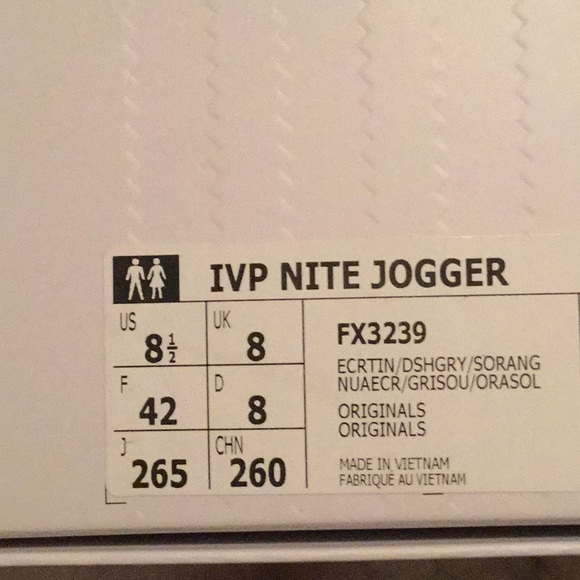 IVP NITE JOGGER
US 8½ UK 8
F 42 D 8
J 265 CHN 260
FX3239
ECRTIN/DSHGRY/SORANG
NUAECR/GRISOU/ORASOL
ORIGINALS
ORIGINALS
MADE IN VIETNAM
FABRIQUÉ AU VIETNAM